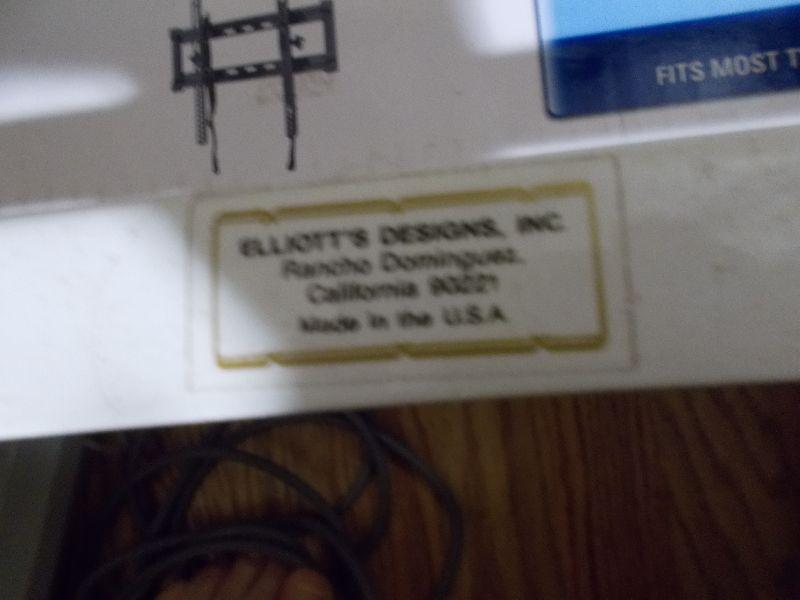 FITS MOST
ELLIOTT'S DESIGNS, INC.
Rancho Dominguez,
California 90221
Made in the U.S.A.